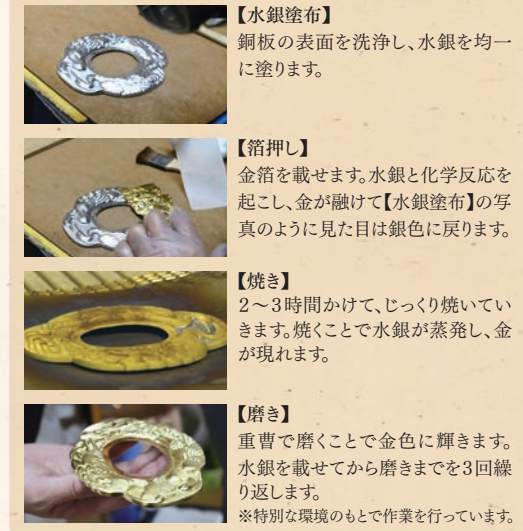 【水銀塗布】
銅板の表面を洗浄し、水銀を均一
に塗ります。
【箔押し】
金箔を載せます。水銀と化学反応を
起こし、金が融けて【水銀塗布】の写
真のように見た目は銀色に戻ります。
【焼き】
2〜3時間かけて、じっくり焼いてい
きます。焼くことで水銀が蒸発し、金
が現れます。
【磨き】
重曹で磨くことで金色に輝きます。
水銀を載せてから磨きまでを3回繰
り返します。
※特別な環境のもとで作業を行っています。